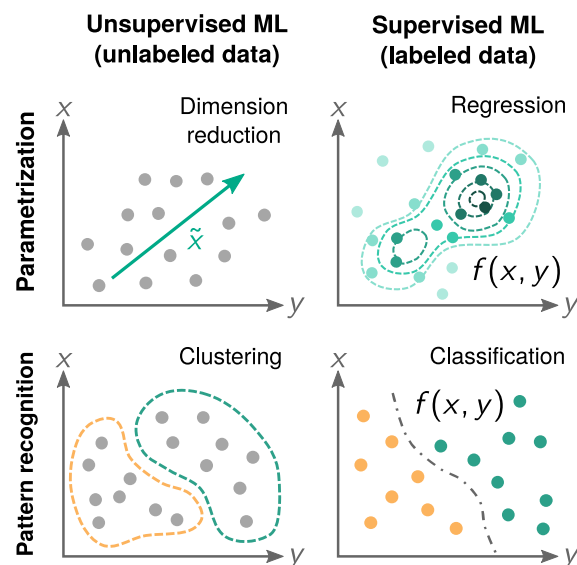 Unsupervised ML
(unlabeled data)
Supervised ML
(labeled data)
Parametrization
x
Dimension
reduction
x̃
y
x
Regression
f(x, y)
y
Pattern recognition
x
Clustering
y
x
Classification
f(x, y)
y